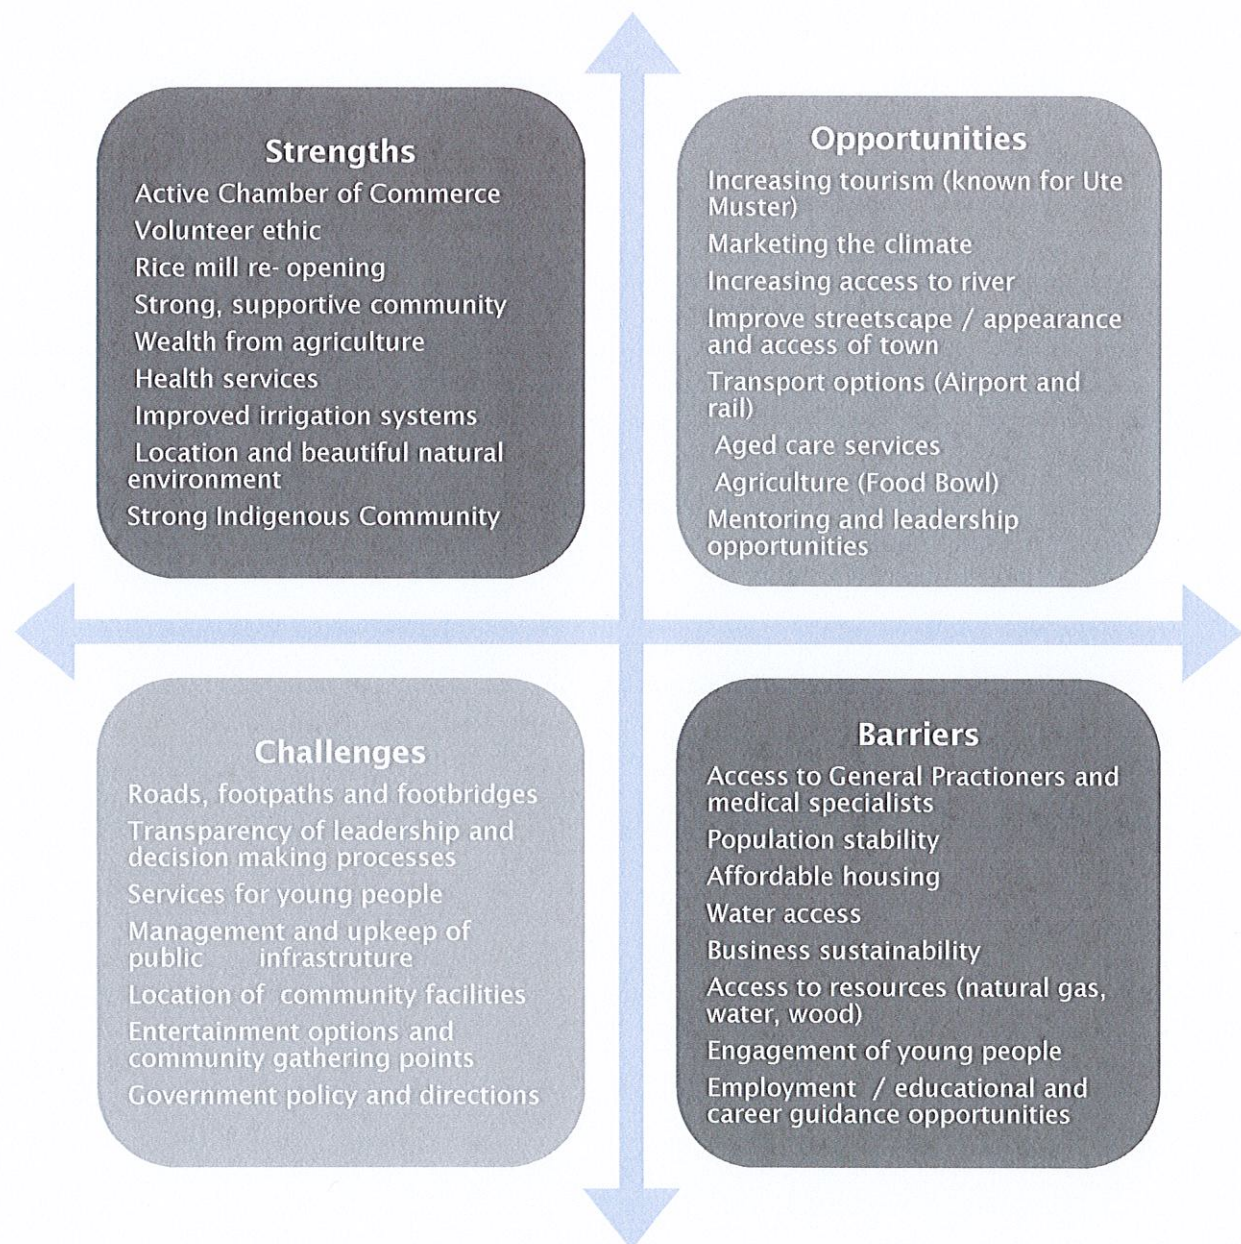 Strengths
Active Chamber of Commerce
Volunteer ethic
Rice mill re- opening
Strong, supportive community
Wealth from agriculture
Health services
Improved irrigation systems
Location and beautiful natural
environment
Strong Indigenous Community
Opportunities
Increasing tourism (known for Ute
Muster)
Marketing the climate
Increasing access to river
Improve streetscape / appearance
and access of town
Transport options (Airport and
rail)
Aged care services
Agriculture (Food Bowl)
Mentoring and leadership
opportunities
Challenges
Roads, footpaths and footbridges
Transparency of leadership and
decision making processes
Services for young people
Management and upkeep of
public infrastruture
Location of community facilities
Entertainment options and
community gathering points
Government policy and directions
Barriers
Access to General Practioners and
medical specialists
Population stability
Affordable housing
Water access
Business sustainability
Access to resources (natural gas,
water, wood)
Engagement of young people
Employment / educational and
career guidance opportunities